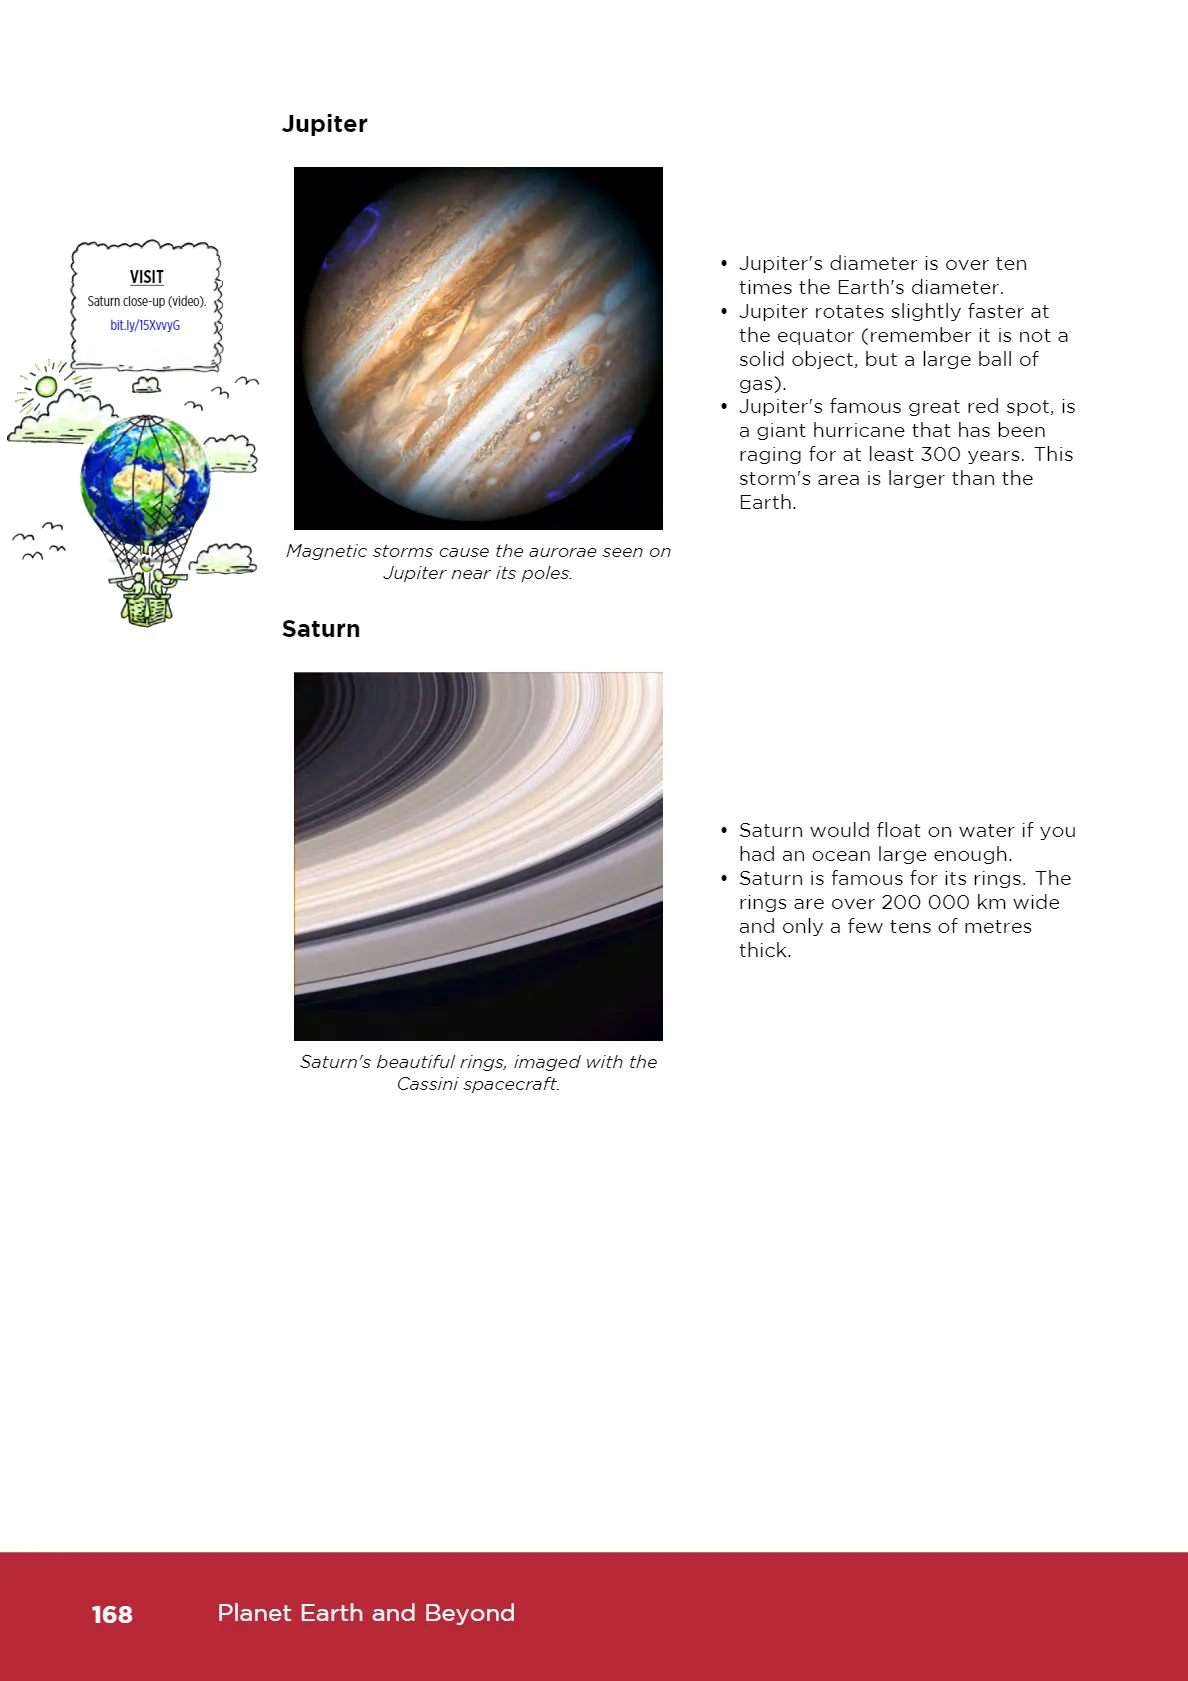 Jupiter
VISIT
Saturn close-up (video).
bit.ly/15XvvyG
• Jupiter's diameter is over ten
times the Earth's diameter.
• Jupiter rotates slightly faster at
the equator (remember it is not a
solid object, but a large ball of
gas).
• Jupiter's famous great red spot, is
a giant hurricane that has been
raging for at least 300 years. This
storm's area is larger than the
Earth.
Magnetic storms cause the aurorae seen on
Jupiter near its poles.
Saturn
• Saturn would float on water if you
had an ocean large enough.
• Saturn is famous for its rings. The
rings are over 200 000 km wide
and only a few tens of metres
thick.
Saturn's beautiful rings, imaged with the
Cassini spacecraft.
168 Planet Earth and Beyond